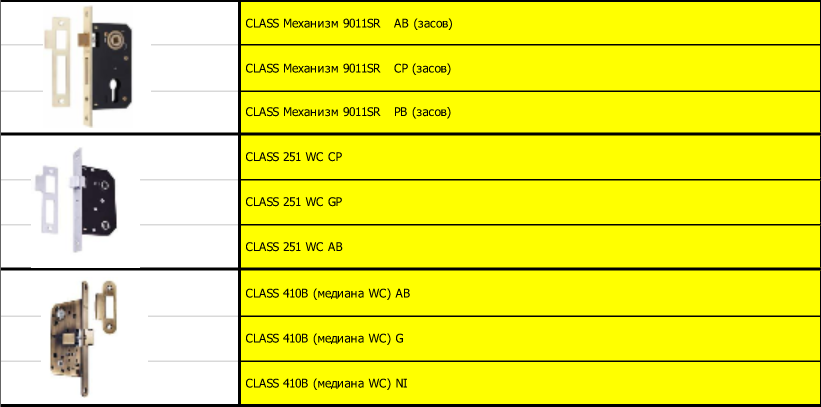 CLASS Механизм 9011SR AB (засов)
CLASS Механизм 9011SR CP (засов)
CLASS Механизм 9011SR PB (засов)
CLASS 251 WC CP
CLASS 251 WC GP
CLASS 251 WC AB
CLASS 410B (медиана WC) AB
CLASS 410B (медиана WC) G
CLASS 410B (медиана WC) NI